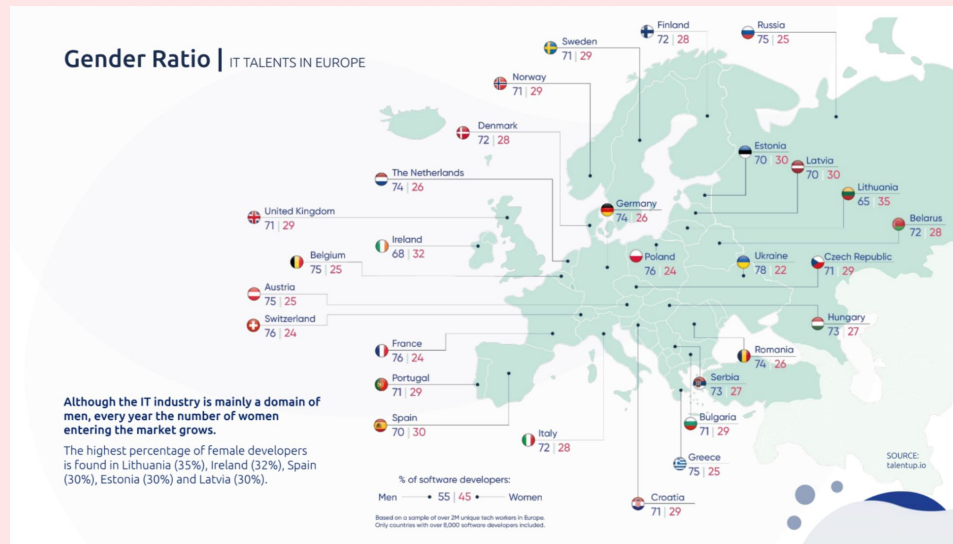 Gender Ratio | IT TALENTS IN EUROPE
Finland
72 | 28
Russia
75 | 25
Sweden
71 | 29
Norway
71 | 29
Denmark
72 | 28
Estonia
70 | 30
Latvia
70 | 30
The Netherlands
74 | 26
Lithuania
65 | 35
Germany
74 | 26
United Kingdom
71 | 29
Belarus
72 | 28
Ireland
68 | 32
Belgium
75 | 25
Poland
76 | 24
Ukraine
78 | 22
Czech Republic
71 | 29
Austria
75 | 25
Switzerland
76 | 24
Hungary
73 | 27
France
76 | 24
Romania
74 | 26
Portugal
71 | 29
Serbia
73 | 27
Spain
70 | 30
Bulgaria
71 | 29
Italy
72 | 28
Greece
75 | 25
Croatia
71 | 29
Although the IT industry is mainly a domain of
men, every year the number of women
entering the market grows.
The highest percentage of female developers
is found in Lithuania (35%), Ireland (32%), Spain
(30%), Estonia (30%) and Latvia (30%).
% of software developers:
Men 55 | 45 Women
Based on a sample of over 2M unique tech workers in Europe.
Only countries with over 8,000 software developers included.
SOURCE:
talentup.io